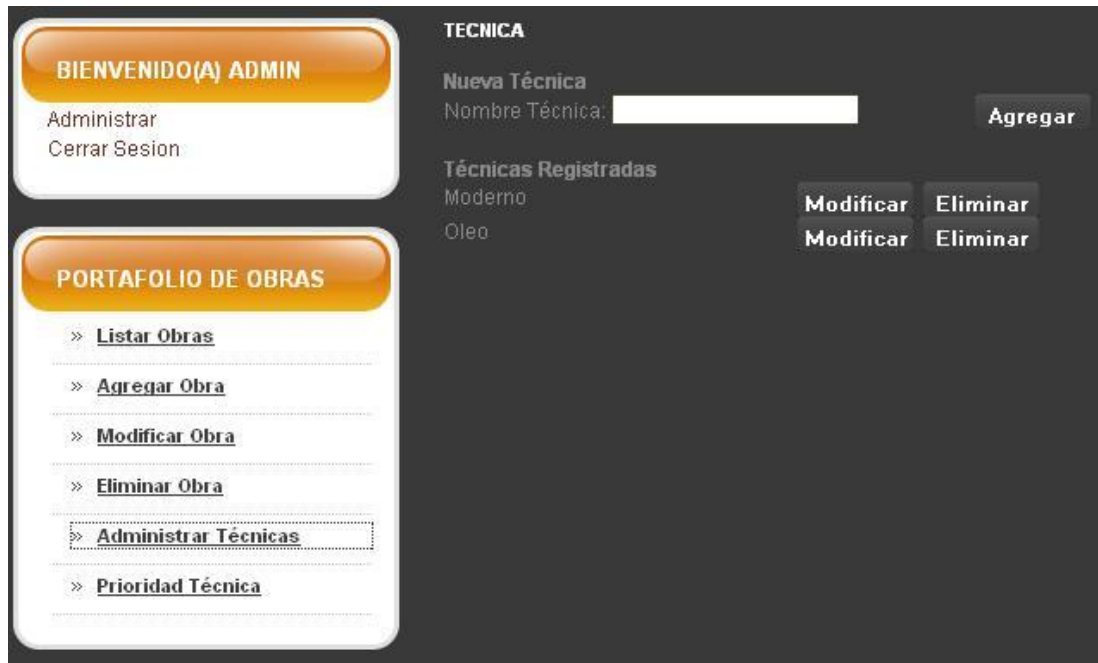 BIENVENIDO(A) ADMIN
Administrar
Cerrar Sesion
PORTAFOLIO DE OBRAS
» Listar Obras
» Agregar Obra
» Modificar Obra
» Eliminar Obra
» Administrar Técnicas
» Prioridad Técnica
TECNICA
Nueva Técnica
Nombre Técnica: Agregar
Técnicas Registradas
Moderno Modificar Eliminar
Oleo Modificar Eliminar